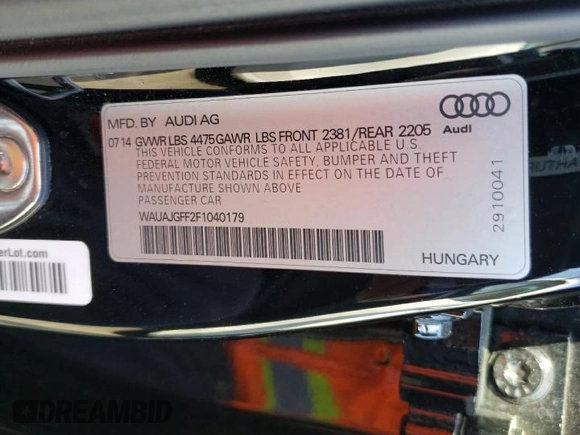 MFD. BY AUDI AG
07 14 GVWR LBS 4475 GAWR LBS FRONT 2381/REAR 2205
THIS VEHICLE CONFORMS TO ALL APPLICABLE U.S.
FEDERAL MOTOR VEHICLE SAFETY, BUMPER AND THEFT
PREVENTION STANDARDS IN EFFECT ON THE DATE OF
MANUFACTURE SHOWN ABOVE
PASSENGER CAR
WAUAJGFF2F1040179
Audi
2910041
HUNGARY
erLot.com
DREAMBID